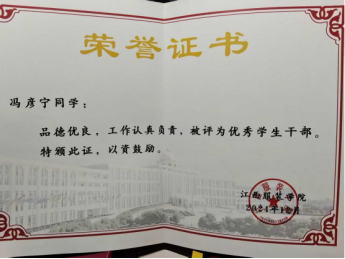 荣誉证书
冯彦宁同学：
品德优良，工作认真负责，被评为优秀学生干部。
特颁此证，以资鼓励。
江西服装学院